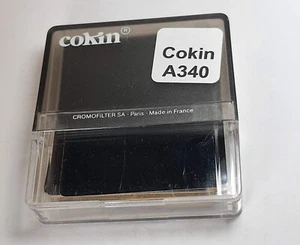 cokin®
Cokin
A340
CROMOFILTER SA - Paris - Made in France